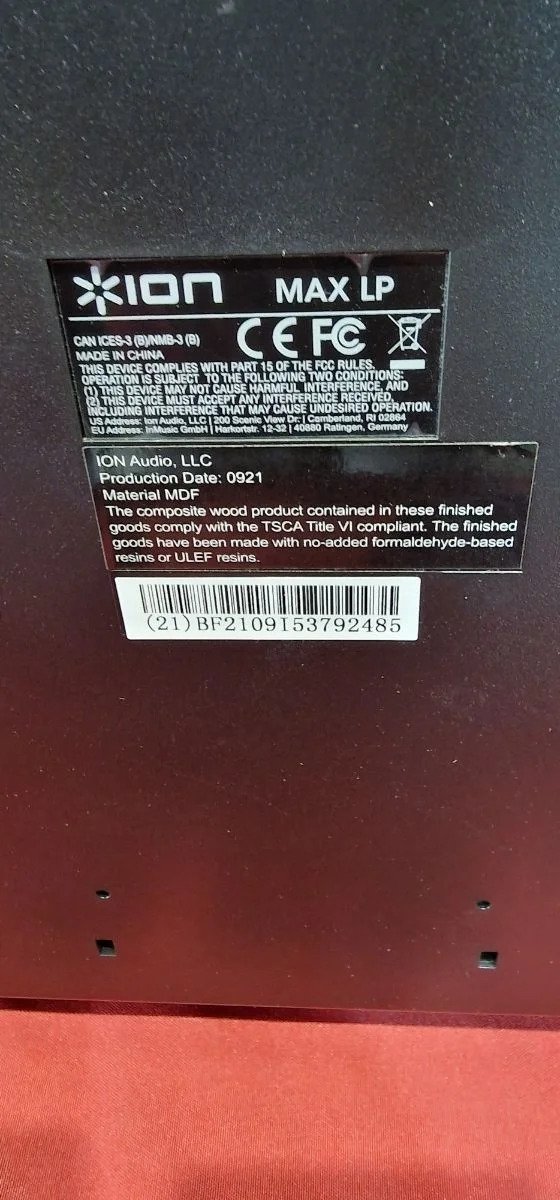 ION MAX LP
CAN ICES-3 (B)/NMB-3 (B)
MADE IN CHINA
CE FC
THIS DEVICE COMPLIES WITH PART 15 OF THE FCC RULES.
OPERATION IS SUBJECT TO THE FOLLOWING TWO CONDITIONS:
(1) THIS DEVICE MAY NOT CAUSE HARMFUL INTERFERENCE, AND
(2) THIS DEVICE MUST ACCEPT ANY INTERFERENCE RECEIVED,
INCLUDING INTERFERENCE THAT MAY CAUSE UNDESIRED OPERATION.
US Address: Ion Audio, LLC | 200 Scenic View Dr. | Cumberland, RI 02864
EU Address: InMusic GmbH | Harkortstr. 12-32 | 40880 Ratingen, Germany
ION Audio, LLC
Production Date: 0921
Material MDF
The composite wood product contained in these finished
goods comply with the TSCA Title VI compliant. The finished
goods have been made with no-added formaldehyde-based
resins or ULEF resins.
(21)BF2109153792485